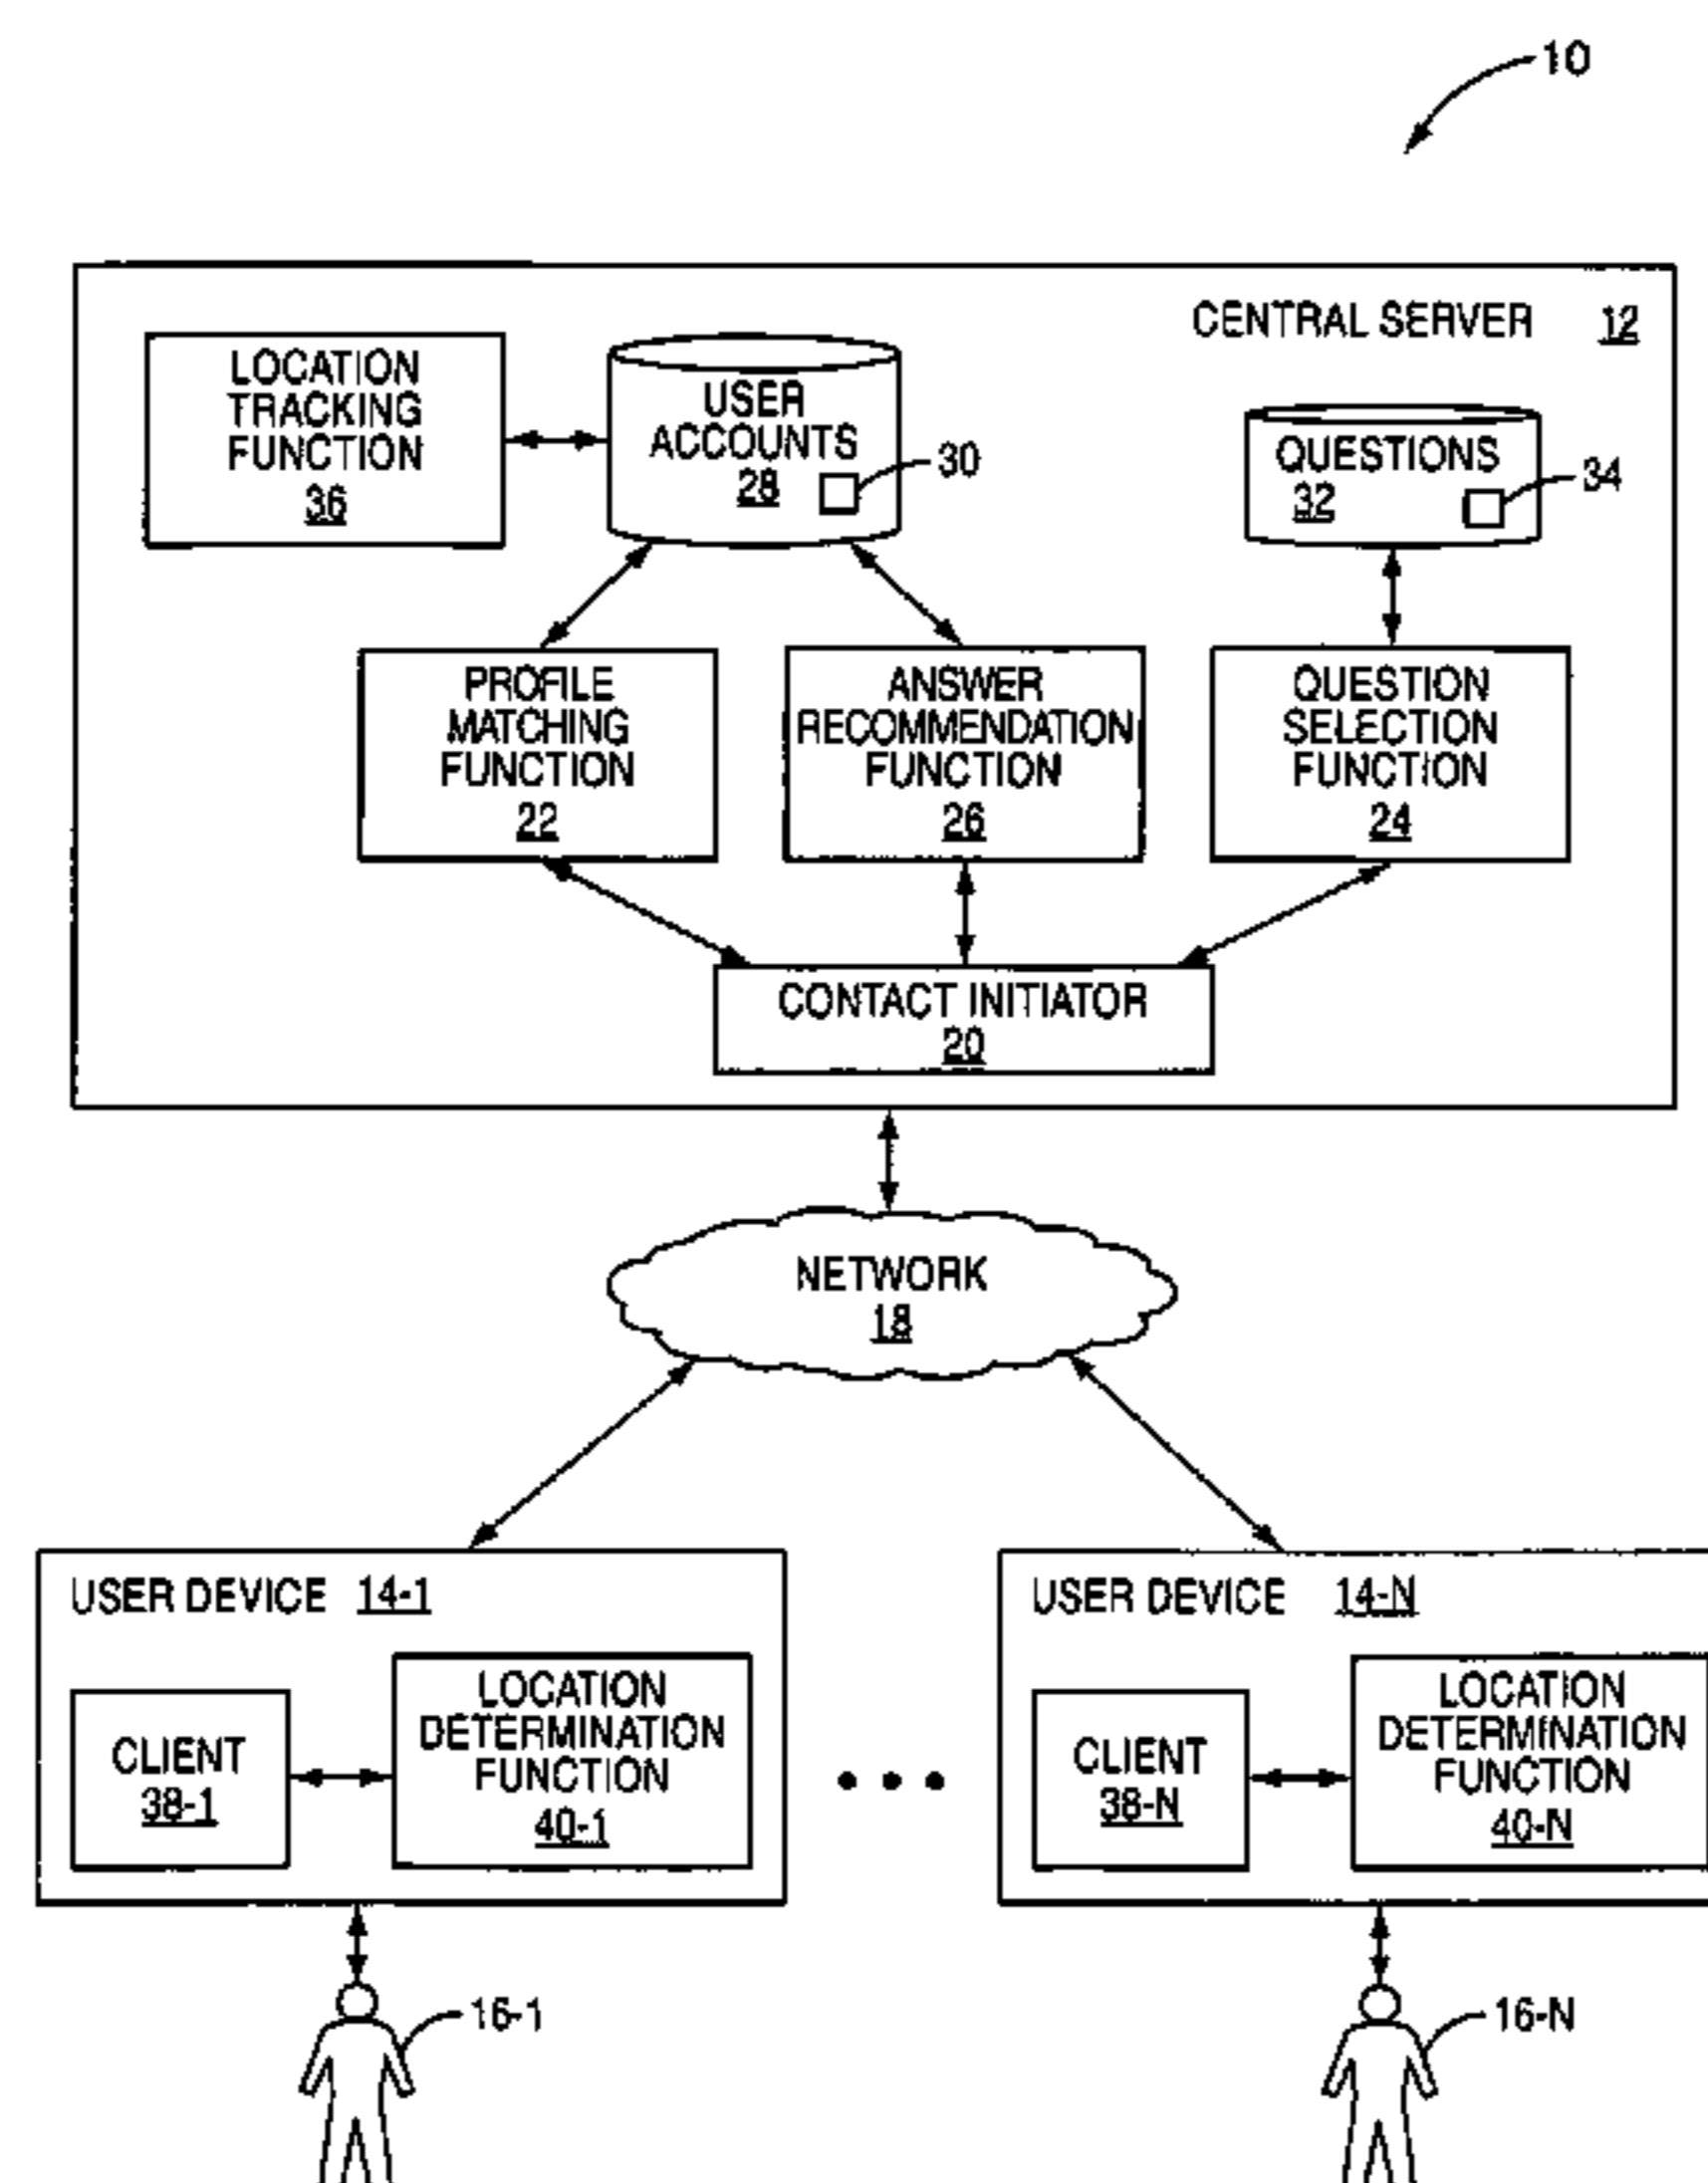 10
CENTRAL SERVER 12
LOCATION
TRACKING
FUNCTION
36
USER
ACCOUNTS
28
30
QUESTIONS
32
34
PROFILE
MATCHING
FUNCTION
22
ANSWER
RECOMMENDATION
FUNCTION
26
QUESTION
SELECTION
FUNCTION
24
CONTACT INITIATOR
20
NETWORK
18
USER DEVICE 14-1
CLIENT
38-1
LOCATION
DETERMINATION
FUNCTION
40-1
USER DEVICE 14-N
CLIENT
38-N
LOCATION
DETERMINATION
FUNCTION
40-N
16-1
16-N